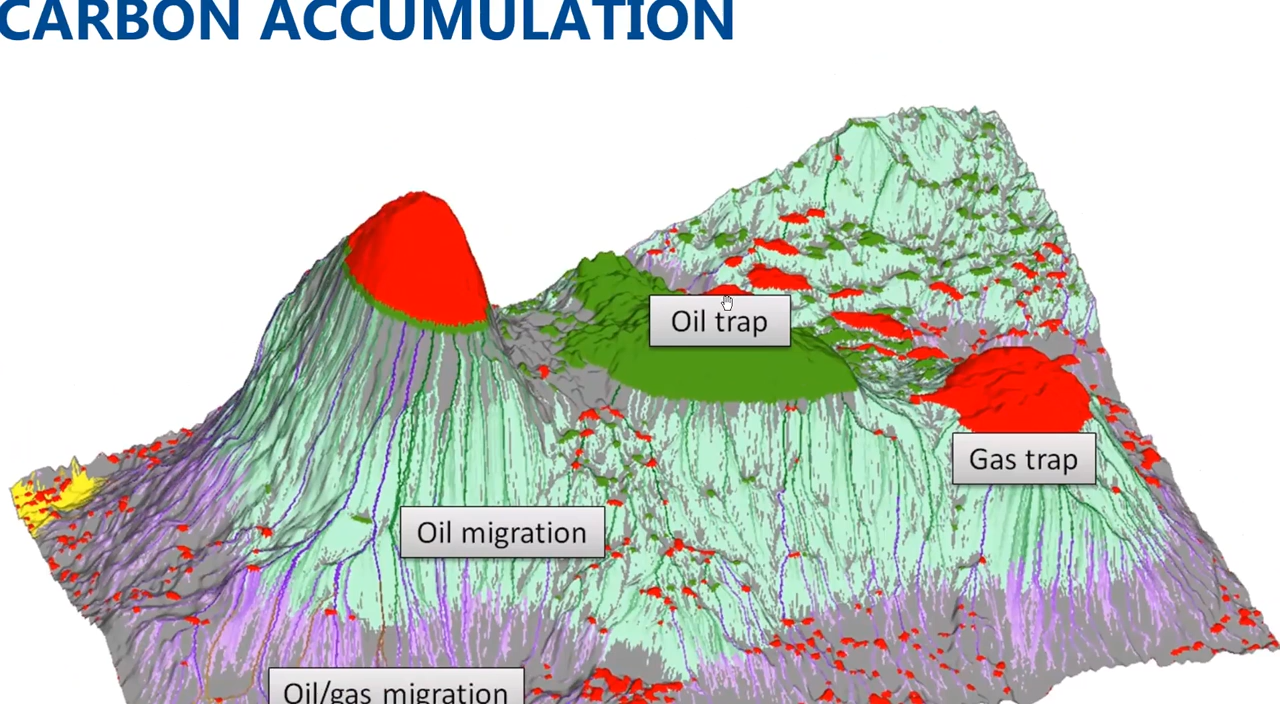 CARBON ACCUMULATION
Oil trap
Gas trap
Oil migration
Oil/gas migration